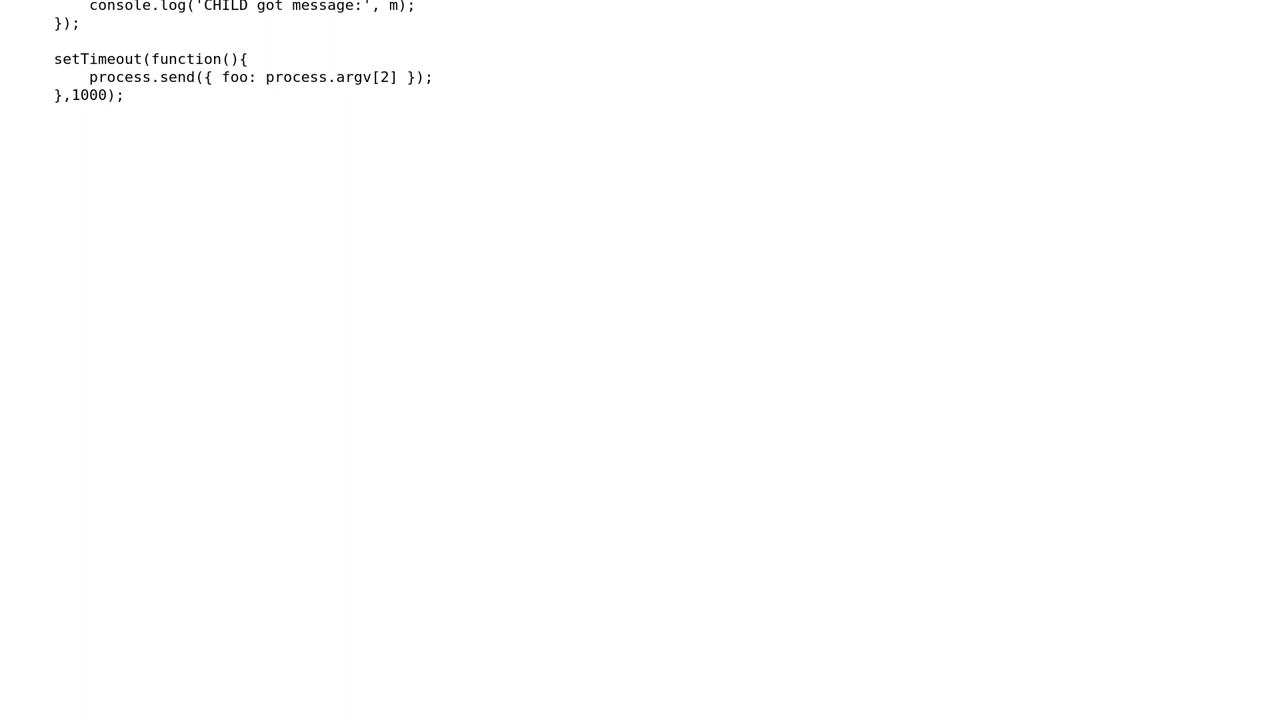 console.log('CHILD got message:', m);
});

setTimeout(function(){
    process.send({ foo: process.argv[2] });
},1000);